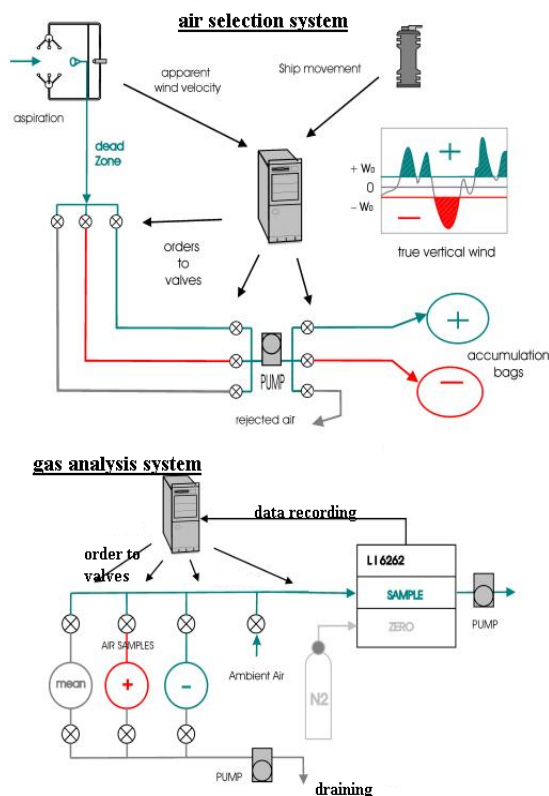 air selection system
apparent
wind velocity
Ship movement
aspiration
dead
Zone
+ W₀
0
- W₀
+
−
true vertical wind
orders
to
valves
PUMP
+
−
accumulation
bags
rejected air
gas analysis system
data recording
order to
valves
LI6262
SAMPLE
ZERO
PUMP
AIR SAMPLES
mean
+
-
Ambient Air
N2
PUMP
draining